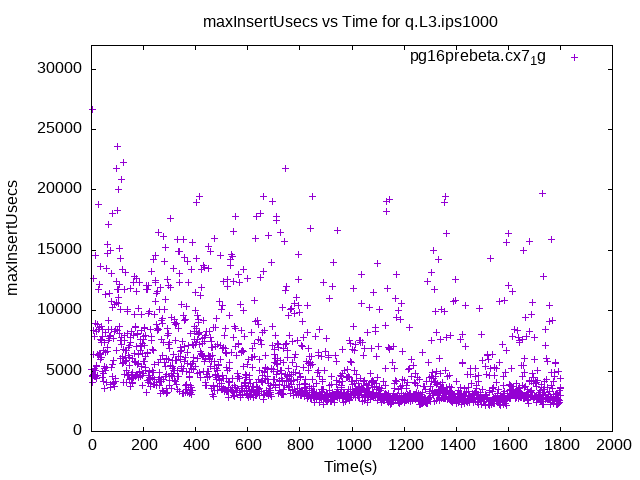 maxInsertUsecs vs Time for q.L3.ips1000
pg16prebeta.cx7₁g
maxInsertUsecs
30000
25000
20000
15000
10000
5000
0
0 200 400 600 800 1000 1200 1400 1600 1800 2000
Time(s)